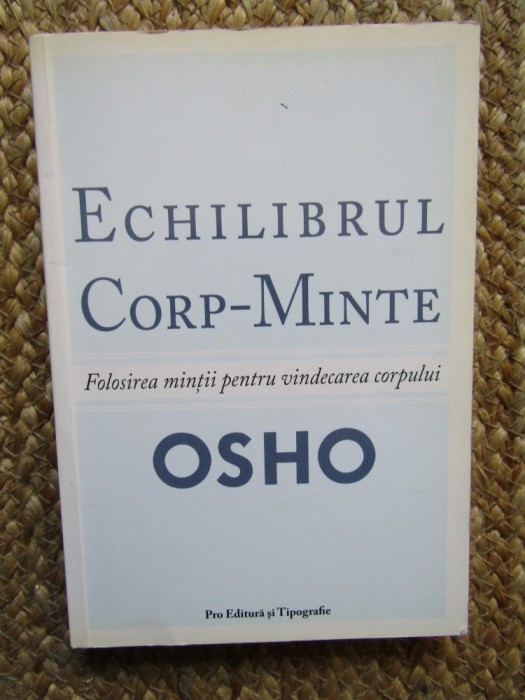 ECHILIBRUL
CORP-MINTE
Folosirea minții pentru vindecarea corpului
OSHO
Pro Editură și Tipografie